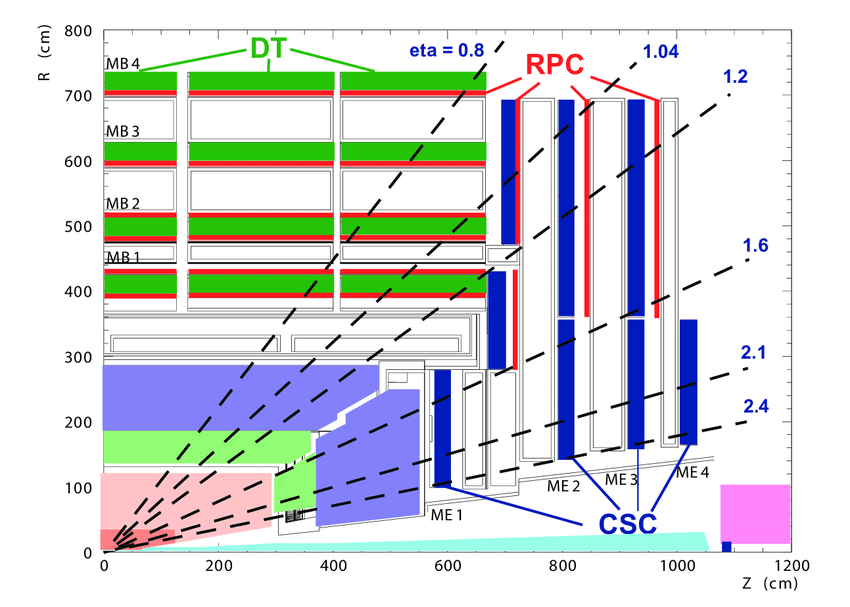 R (cm)
800
700
600
500
400
300
200
100
0
MB 4
MB 3
MB 2
MB 1
DT
eta = 0.8
RPC
1.04
1.2
1.6
2.1
2.4
ME 1
ME 2
ME 3
ME 4
CSC
0
200
400
600
800
1000
1200
Z (cm)